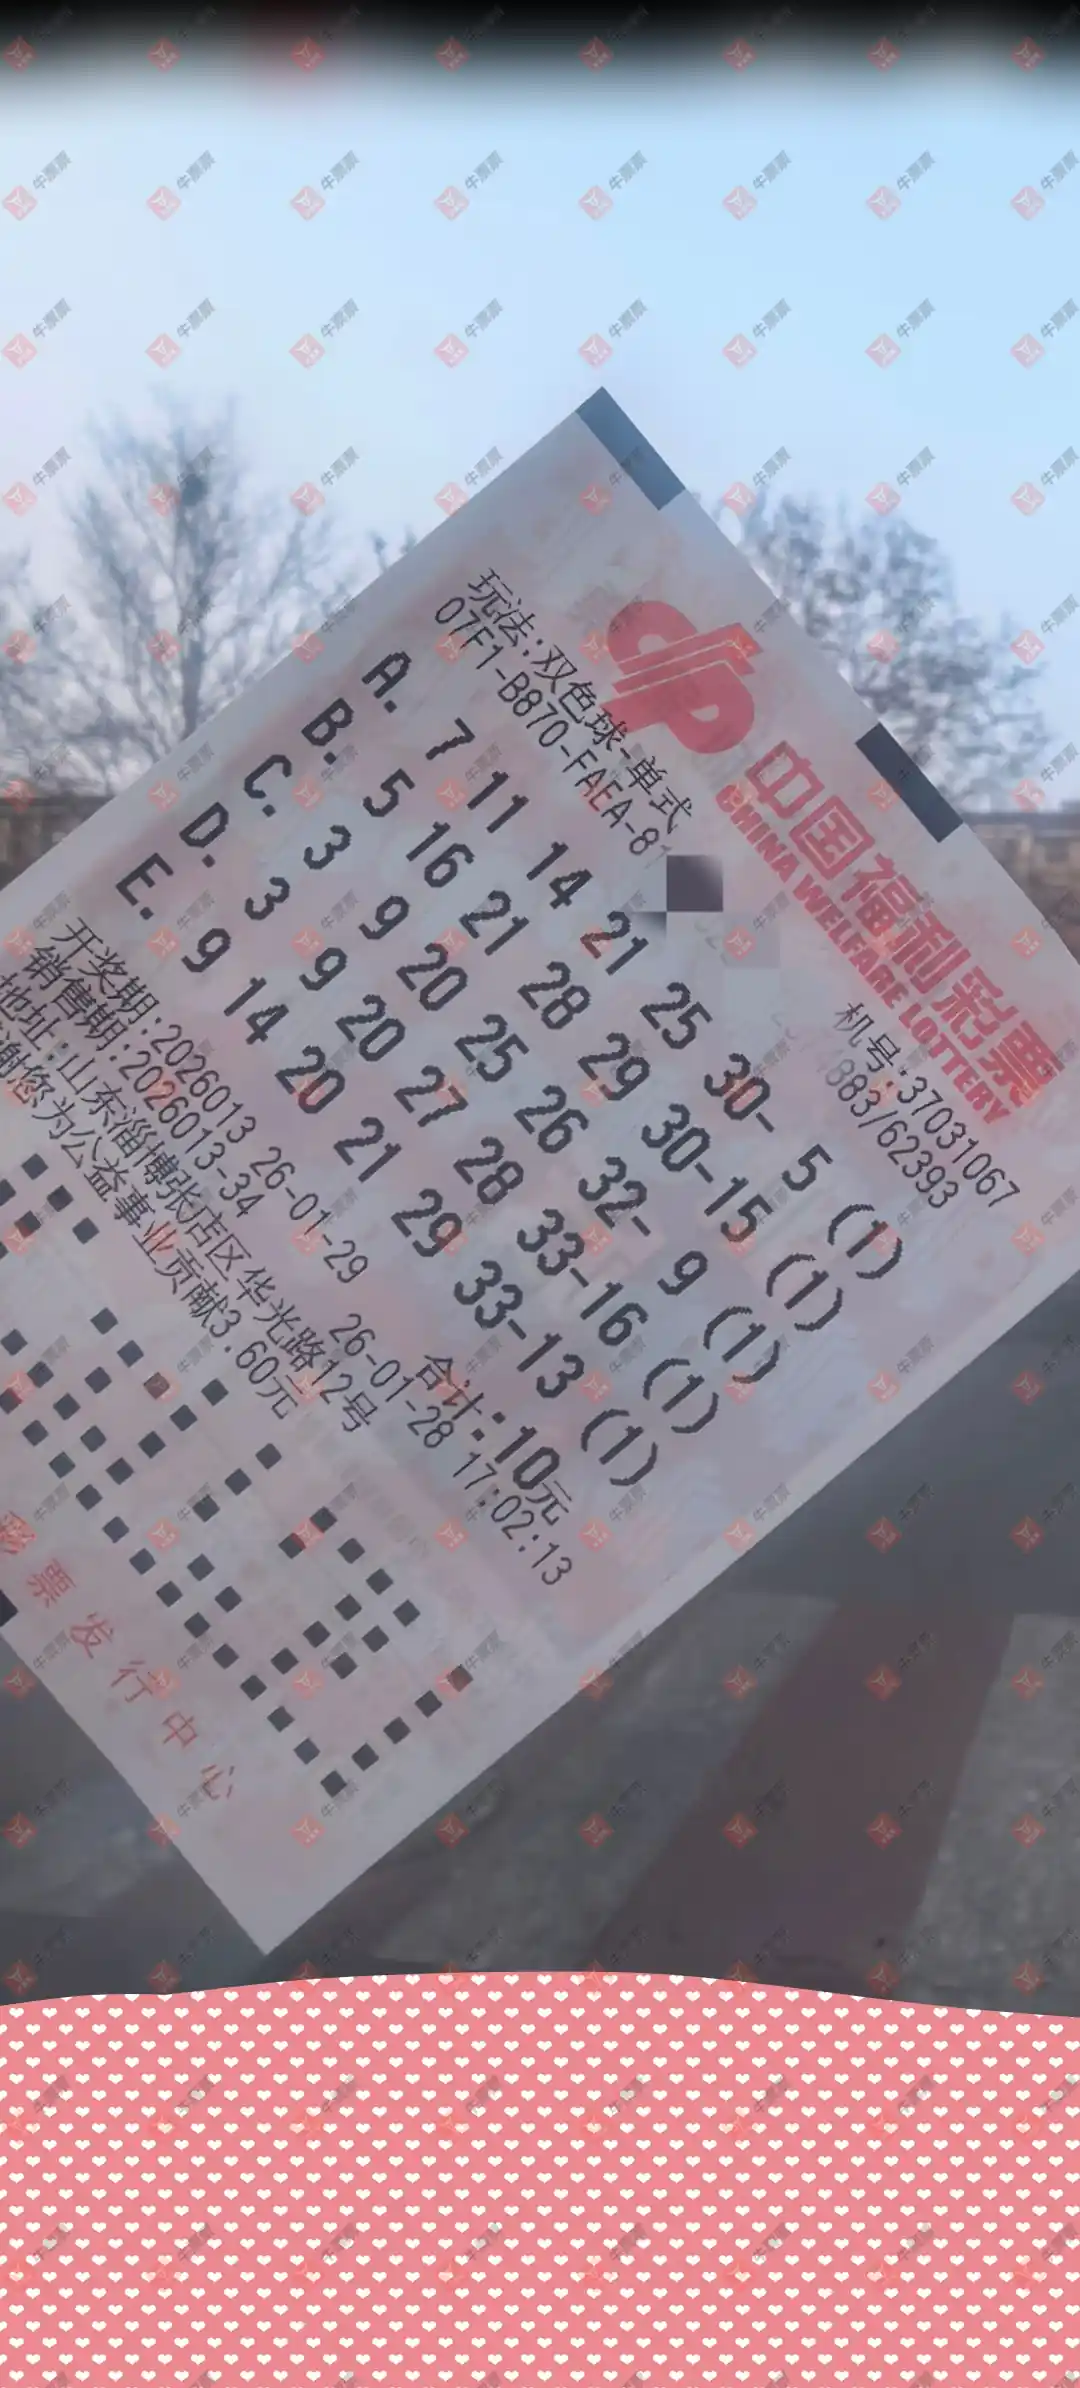 中国福利彩票
CHINA WELFARE LOTTERY
玩法:双色球-单式
机号:37031067
07F1-B870-FAEA-81
883/62393
A. 7 11 14 21 25 30- 5 (1)
B. 5 16 21 28 29 30-15 (1)
C. 3 9 20 25 26 32- 9 (1)
D. 3 9 20 27 28 33-16 (1)
E. 9 14 20 21 29 33-13 (1)
合计:10元
开奖期:2026013 26-01-29
销售期:2026013-34 26-01-28 17:02:13
地址:山东淄博张店区华光路12号
谢您为公益事业贡献3.60元
彩票发行中心
牛票票